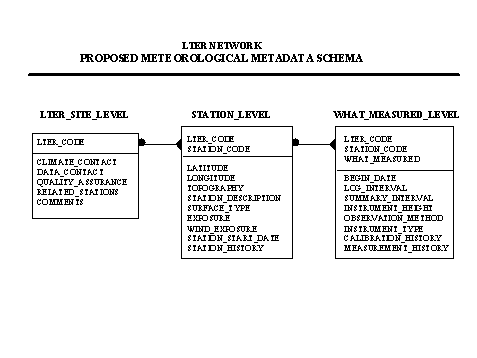 LTER NETWORK
PROPOSED METEOROLOGICAL METADATA SCHEMA
LTER_SITE_LEVEL
LTER_CODE
CLIMATE_CONTACT
DATA_CONTACT
QUALITY_ASSURANCE
RELATED_STATIONS
COMMENTS
STATION_LEVEL
LTER_CODE
STATION_CODE
LATITUDE
LONGITUDE
TOPOGRAPHY
STATION_DESCRIPTION
SURFACE_TYPE
EXPOSURE
WIND_EXPOSURE
STATION_START_DATE
STATION_HISTORY
WHAT_MEASURED_LEVEL
LTER_CODE
STATION_CODE
WHAT_MEASURED
BEGIN_DATE
LOG_INTERVAL
SUMMARY_INTERVAL
INSTRUMENT_HEIGHT
OBSERVATION_METHOD
INSTRUMENT_TYPE
CALIBRATION_HISTORY
MEASUREMENT_HISTORY